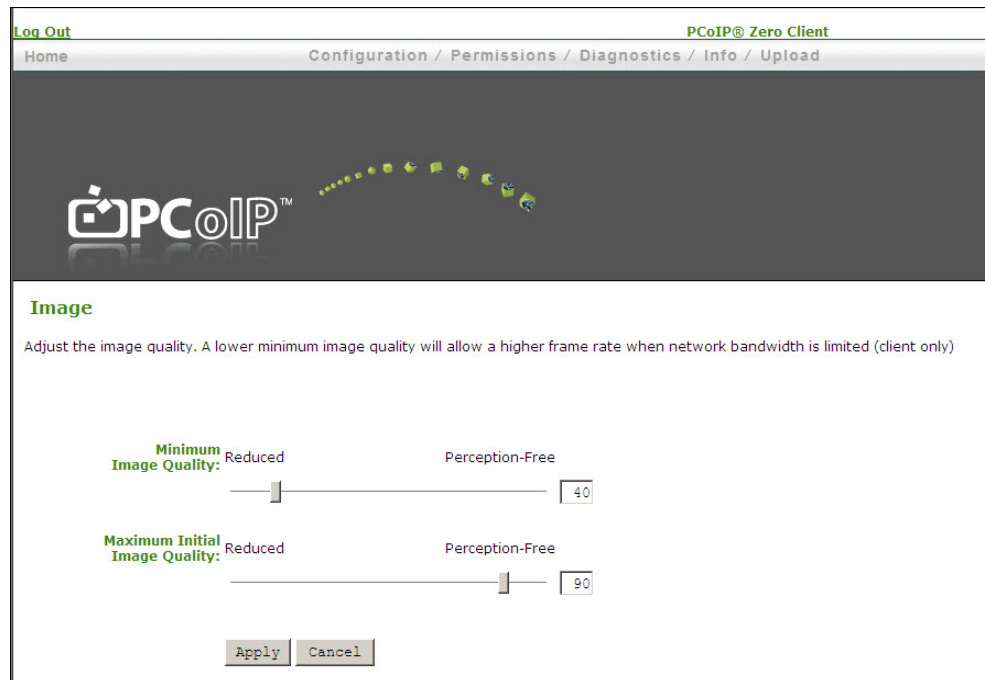 Log Out PCoIP® Zero Client
Home Configuration / Permissions / Diagnostics / Info / Upload
PCoIP™
Image
Adjust the image quality. A lower minimum image quality will allow a higher frame rate when network bandwidth is limited (client only)
Minimum
Image Quality: Reduced Perception-Free
40
Maximum Initial
Image Quality: Reduced Perception-Free
90
Apply Cancel